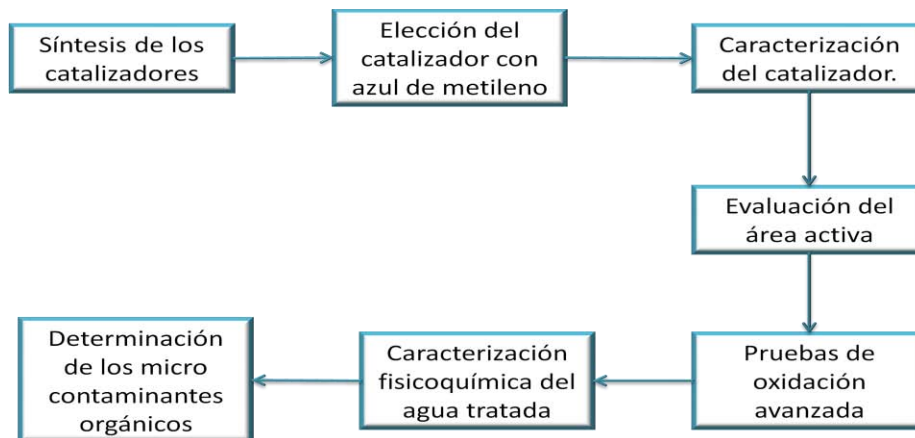 Síntesis de los
catalizadores
Elección del
catalizador con
azul de metileno
Caracterización
del catalizador.
Evaluación del
área activa
Pruebas de
oxidación
avanzada
Caracterización
fisicoquímica del
agua tratada
Determinación
de los micro
contaminantes
orgánicos